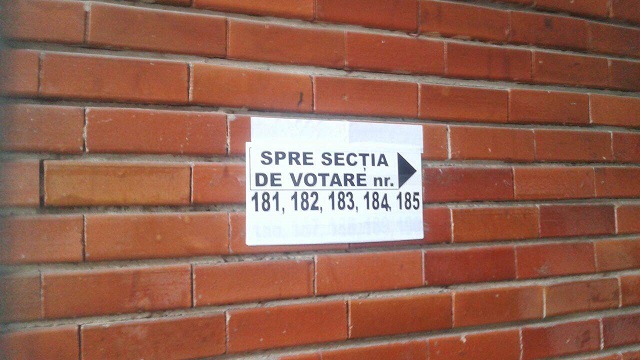 SPRE SECȚIA
DE VOTARE nr.
181, 182, 183, 184, 185